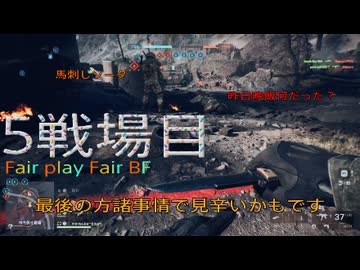 馬刺しソーダ
昨日晩飯何だった？
5戦場目
Fair play Fair BF
最後の方諸事情で見辛いかもです
37